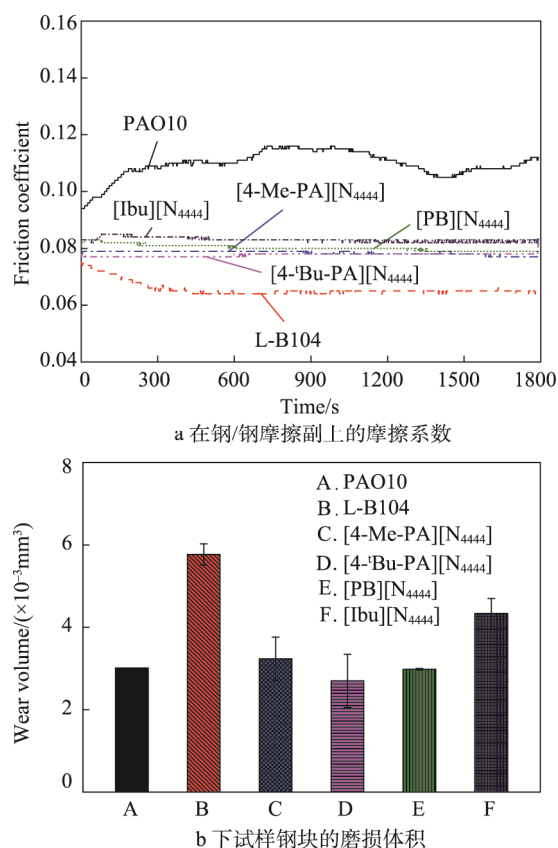 0.16
0.14
0.12
0.10
0.08
0.06
0.04
Friction coefficient
PAO10
[Ibu][N₄₄₄₄]
[4-Me-PA][N₄₄₄₄]
[PB][N₄₄₄₄]
[4-ᵗBu-PA][N₄₄₄₄]
L-B104
0 300 600 900 1200 1500 1800
Time/s
a 在钢/钢摩擦副上的摩擦系数
8
6
4
2
0
Wear volume/(×10⁻³mm³)
A. PAO10
B. L-B104
C. [4-Me-PA][N₄₄₄₄]
D. [4-ᵗBu-PA][N₄₄₄₄]
E. [PB][N₄₄₄₄]
F. [Ibu][N₄₄₄₄]
A B C D E F
b 下试样钢块的磨损体积